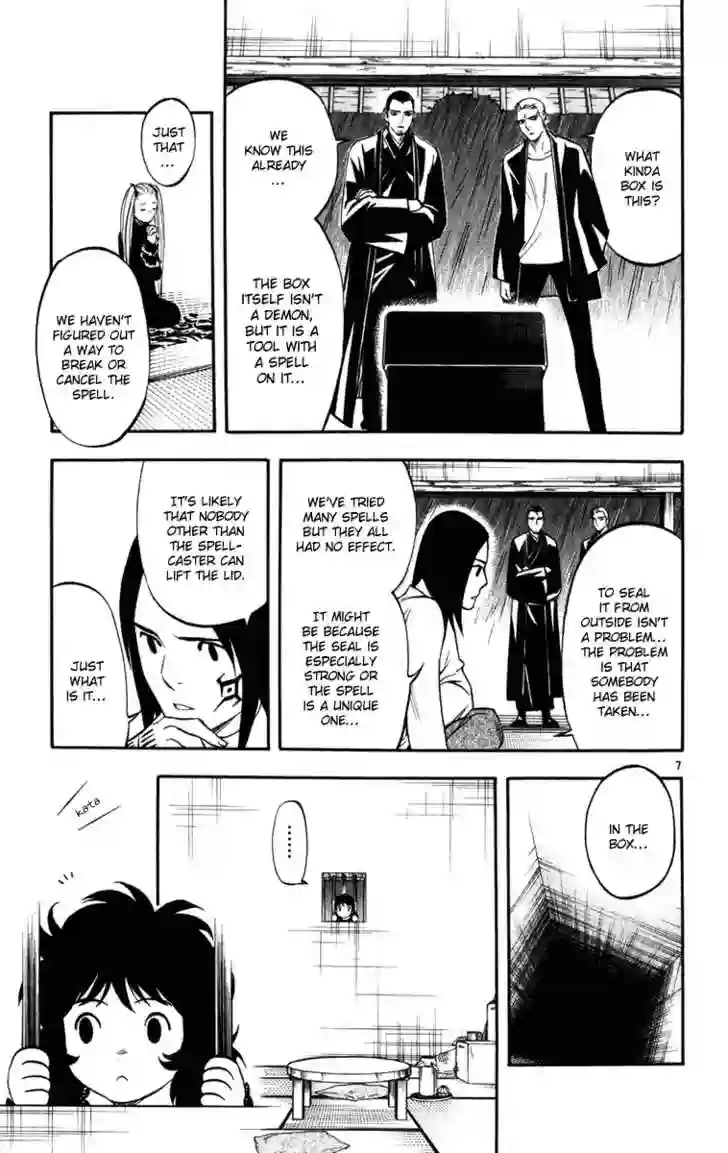 WHAT
KINDA
BOX IS
THIS?
WE
KNOW THIS
ALREADY
...
THE BOX
ITSELF ISN'T
A DEMON,
BUT IT IS A
TOOL WITH
A SPELL
ON IT...
JUST
THAT
...
WE HAVEN'T
FIGURED OUT
A WAY TO
BREAK OR
CANCEL THE
SPELL.
TO SEAL
IT FROM
OUTSIDE ISN'T
A PROBLEM...
THE PROBLEM
IS THAT
SOMEBODY
HAS BEEN
TAKEN...
WE'VE TRIED
MANY SPELLS
BUT THEY ALL
HAD NO EFFECT.
IT MIGHT
BE BECAUSE
THE SEAL IS
ESPECIALLY
STRONG OR
THE SPELL
IS A UNIQUE
ONE...
IT'S LIKELY
THAT NOBODY
OTHER THAN
THE SPELL-
CASTER CAN
LIFT THE LID.
JUST
WHAT
IS IT...
7
IN THE
BOX...
......
kata